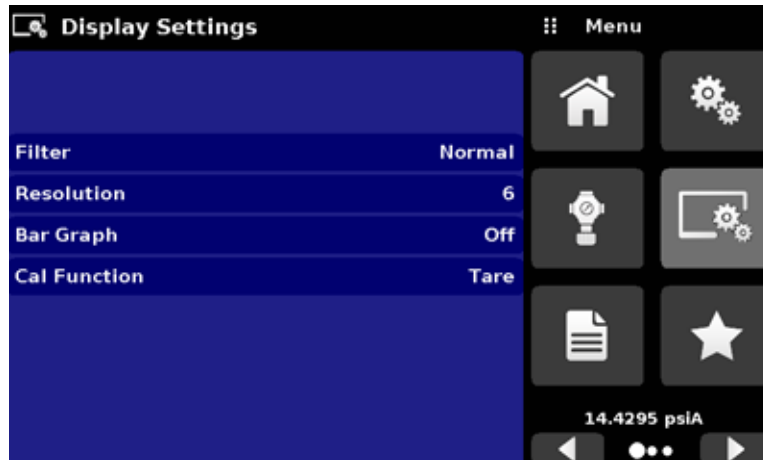 Display Settings
Menu
Filter Normal
Resolution 6
Bar Graph Off
Cal Function Tare
14.4295 psiA